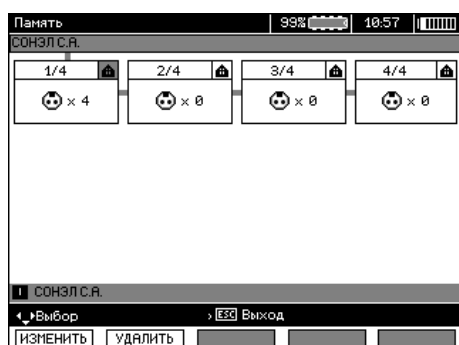 Память 99% 10:57
СОНЭЛ С.А.
1/4 2/4 3/4 4/4
x 4 x 0 x 0 x 0
I СОНЭЛ С.А.
Выбор › ESC Выход
ИЗМЕНИТЬ УДАЛИТЬ